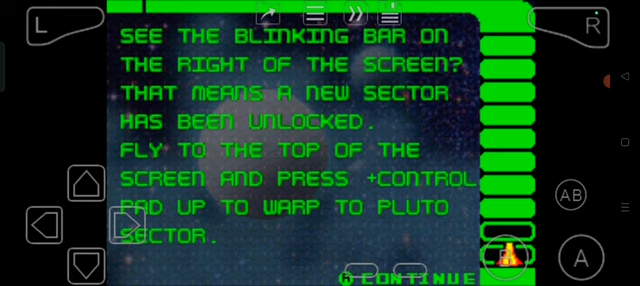 L
R
SEE THE BLINKING BAR ON
THE RIGHT OF THE SCREEN?
THAT MEANS A NEW SECTOR
HAS BEEN UNLOCKED.
FLY TO THE TOP OF THE
SCREEN AND PRESS +CONTROL
PAD UP TO WARP TO PLUTO
SECTOR.
AB
B
A
A CONTINUE